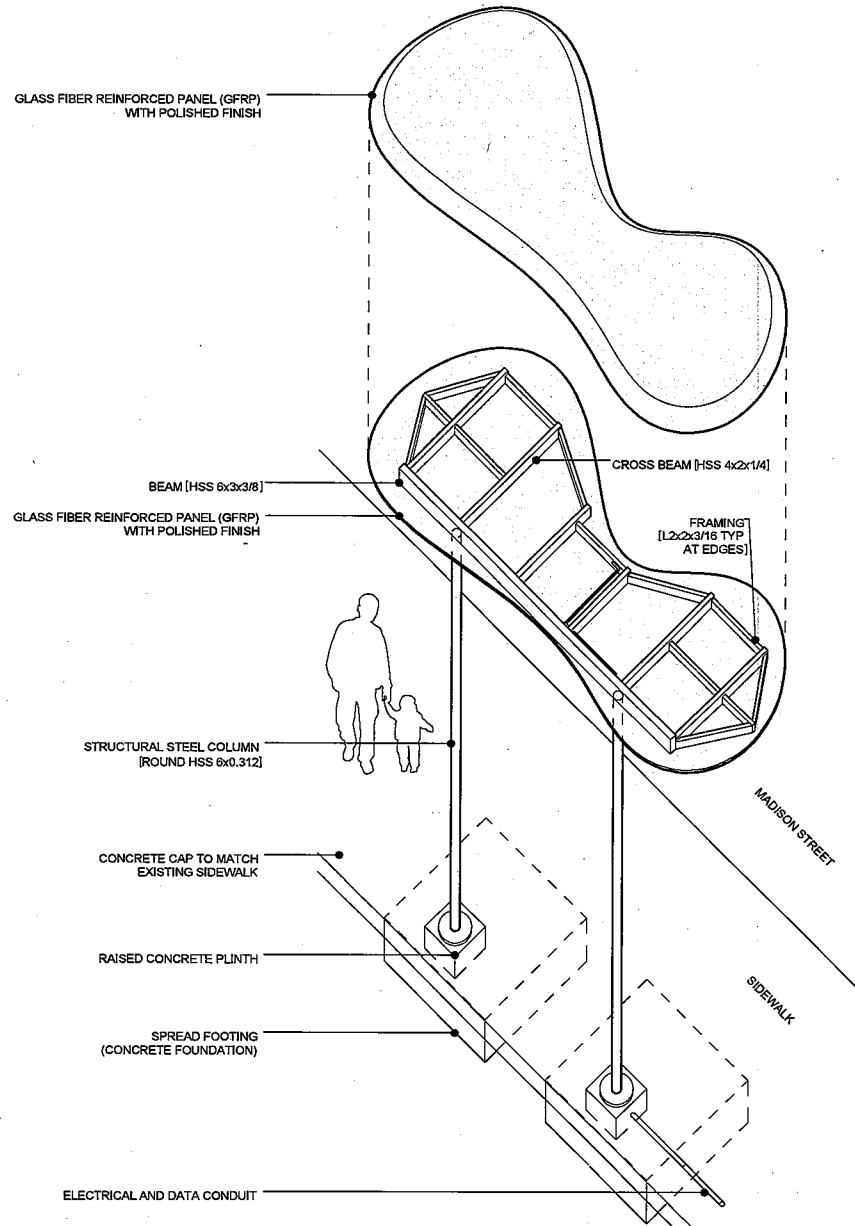 GLASS FIBER REINFORCED PANEL (GFRP)
WITH POLISHED FINISH
CROSS BEAM [HSS 4x2x1/4]
BEAM [HSS 6x3x3/8]
GLASS FIBER REINFORCED PANEL (GFRP)
WITH POLISHED FINISH
FRAMING
[L2x2x3/16 TYP
AT EDGES]
STRUCTURAL STEEL COLUMN
[ROUND HSS 6x0.312]
MADISON STREET
CONCRETE CAP TO MATCH
EXISTING SIDEWALK
RAISED CONCRETE PLINTH
SIDEWALK
SPREAD FOOTING
(CONCRETE FOUNDATION)
ELECTRICAL AND DATA CONDUIT